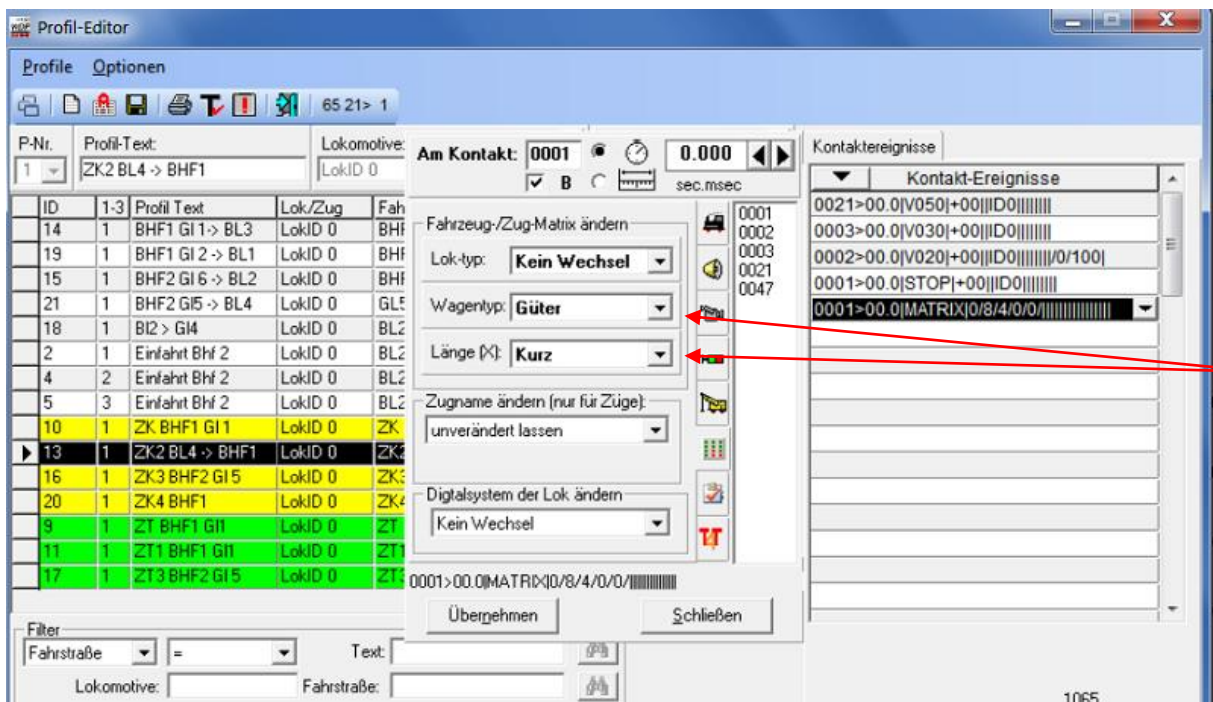 WDP Profil-Editor
Profile Optionen
65 21> 1
P-Nr. Profil-Text: Lokomotive:
1 ZK2 BL4 -> BHF1 LokID 0
ID 1-3 Profil Text Lok/Zug Fah
14 1 BHF1 Gl 1-> BL3 LokID 0 BHF
19 1 BHF1 Gl 2 -> BL1 LokID 0 BHF
15 1 BHF2 Gl 6 -> BL2 LokID 0 BHF
21 1 BHF2 Gl5 -> BL4 LokID 0 GL5
18 1 Bl2 > Gl4 LokID 0 BL2
2 1 Einfahrt Bhf 2 LokID 0 BL2
4 2 Einfahrt Bhf 2 LokID 0 BL2
5 3 Einfahrt Bhf 2 LokID 0 BL2
10 1 ZK BHF1 Gl 1 LokID 0 ZK
13 1 ZK2 BL4 -> BHF1 LokID 0 ZK2
16 1 ZK3 BHF2 Gl 5 LokID 0 ZK3
20 1 ZK4 BHF1 LokID 0 ZK4
9 1 ZT BHF1 Gl1 LokID 0 ZT
11 1 ZT1 BHF1 Gl1 LokID 0 ZT1
17 1 ZT3 BHF2 Gl 5 LokID 0 ZT3
Filter
Fahrstraße = Text:
Lokomotive: Fahrstraße:
Am Kontakt: 0001 0.000
B sec.msec
Fahrzeug-/Zug-Matrix ändern
Lok-typ: Kein Wechsel
Wagentyp: Güter
Länge (X): Kurz
Zugname ändern (nur für Züge):
unverändert lassen
Digtalsystem der Lok ändern
Kein Wechsel
0001
0002
0003
0021
0047
0001>00.0|MATRIX|0/8/4/0/0/||||||||||||||||
Übernehmen Schließen
Kontaktereignisse
Kontakt-Ereignisse
0021>00.0|V050|+00||ID0||||||||
0003>00.0|V030|+00||ID0||||||||
0002>00.0|V020|+00||ID0||||||||/0/100|
0001>00.0|STOP|+00||ID0||||||||
0001>00.0|MATRIX|0/8/4/0/0/||||||||||||||||
1065